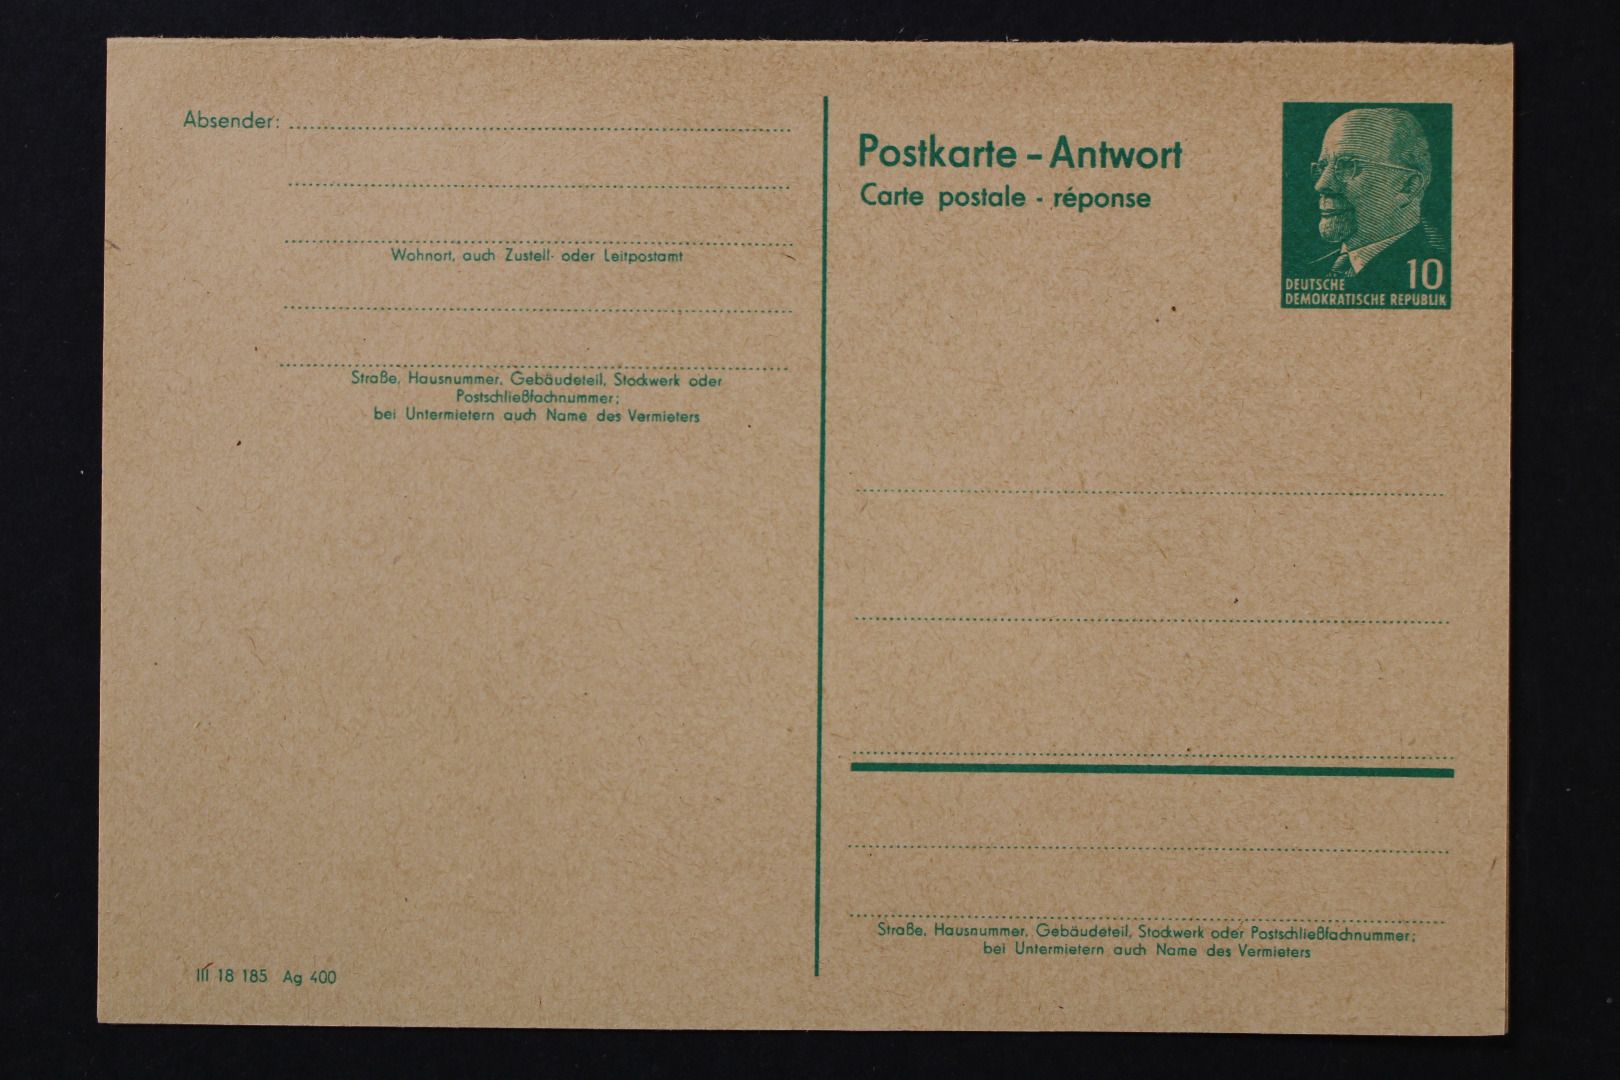 Absender:
Wohnort, auch Zustell- oder Leitpostamt
Straße, Hausnummer, Gebäudeteil, Stockwerk oder
Postschließfachnummer;
bei Untermietern auch Name des Vermieters
III 18 185 Ag 400
Postkarte – Antwort
Carte postale - réponse
10
DEUTSCHE
DEMOKRATISCHE REPUBLIK
Straße, Hausnummer, Gebäudeteil, Stockwerk oder Postschließfachnummer;
bei Untermietern auch Name des Vermieters